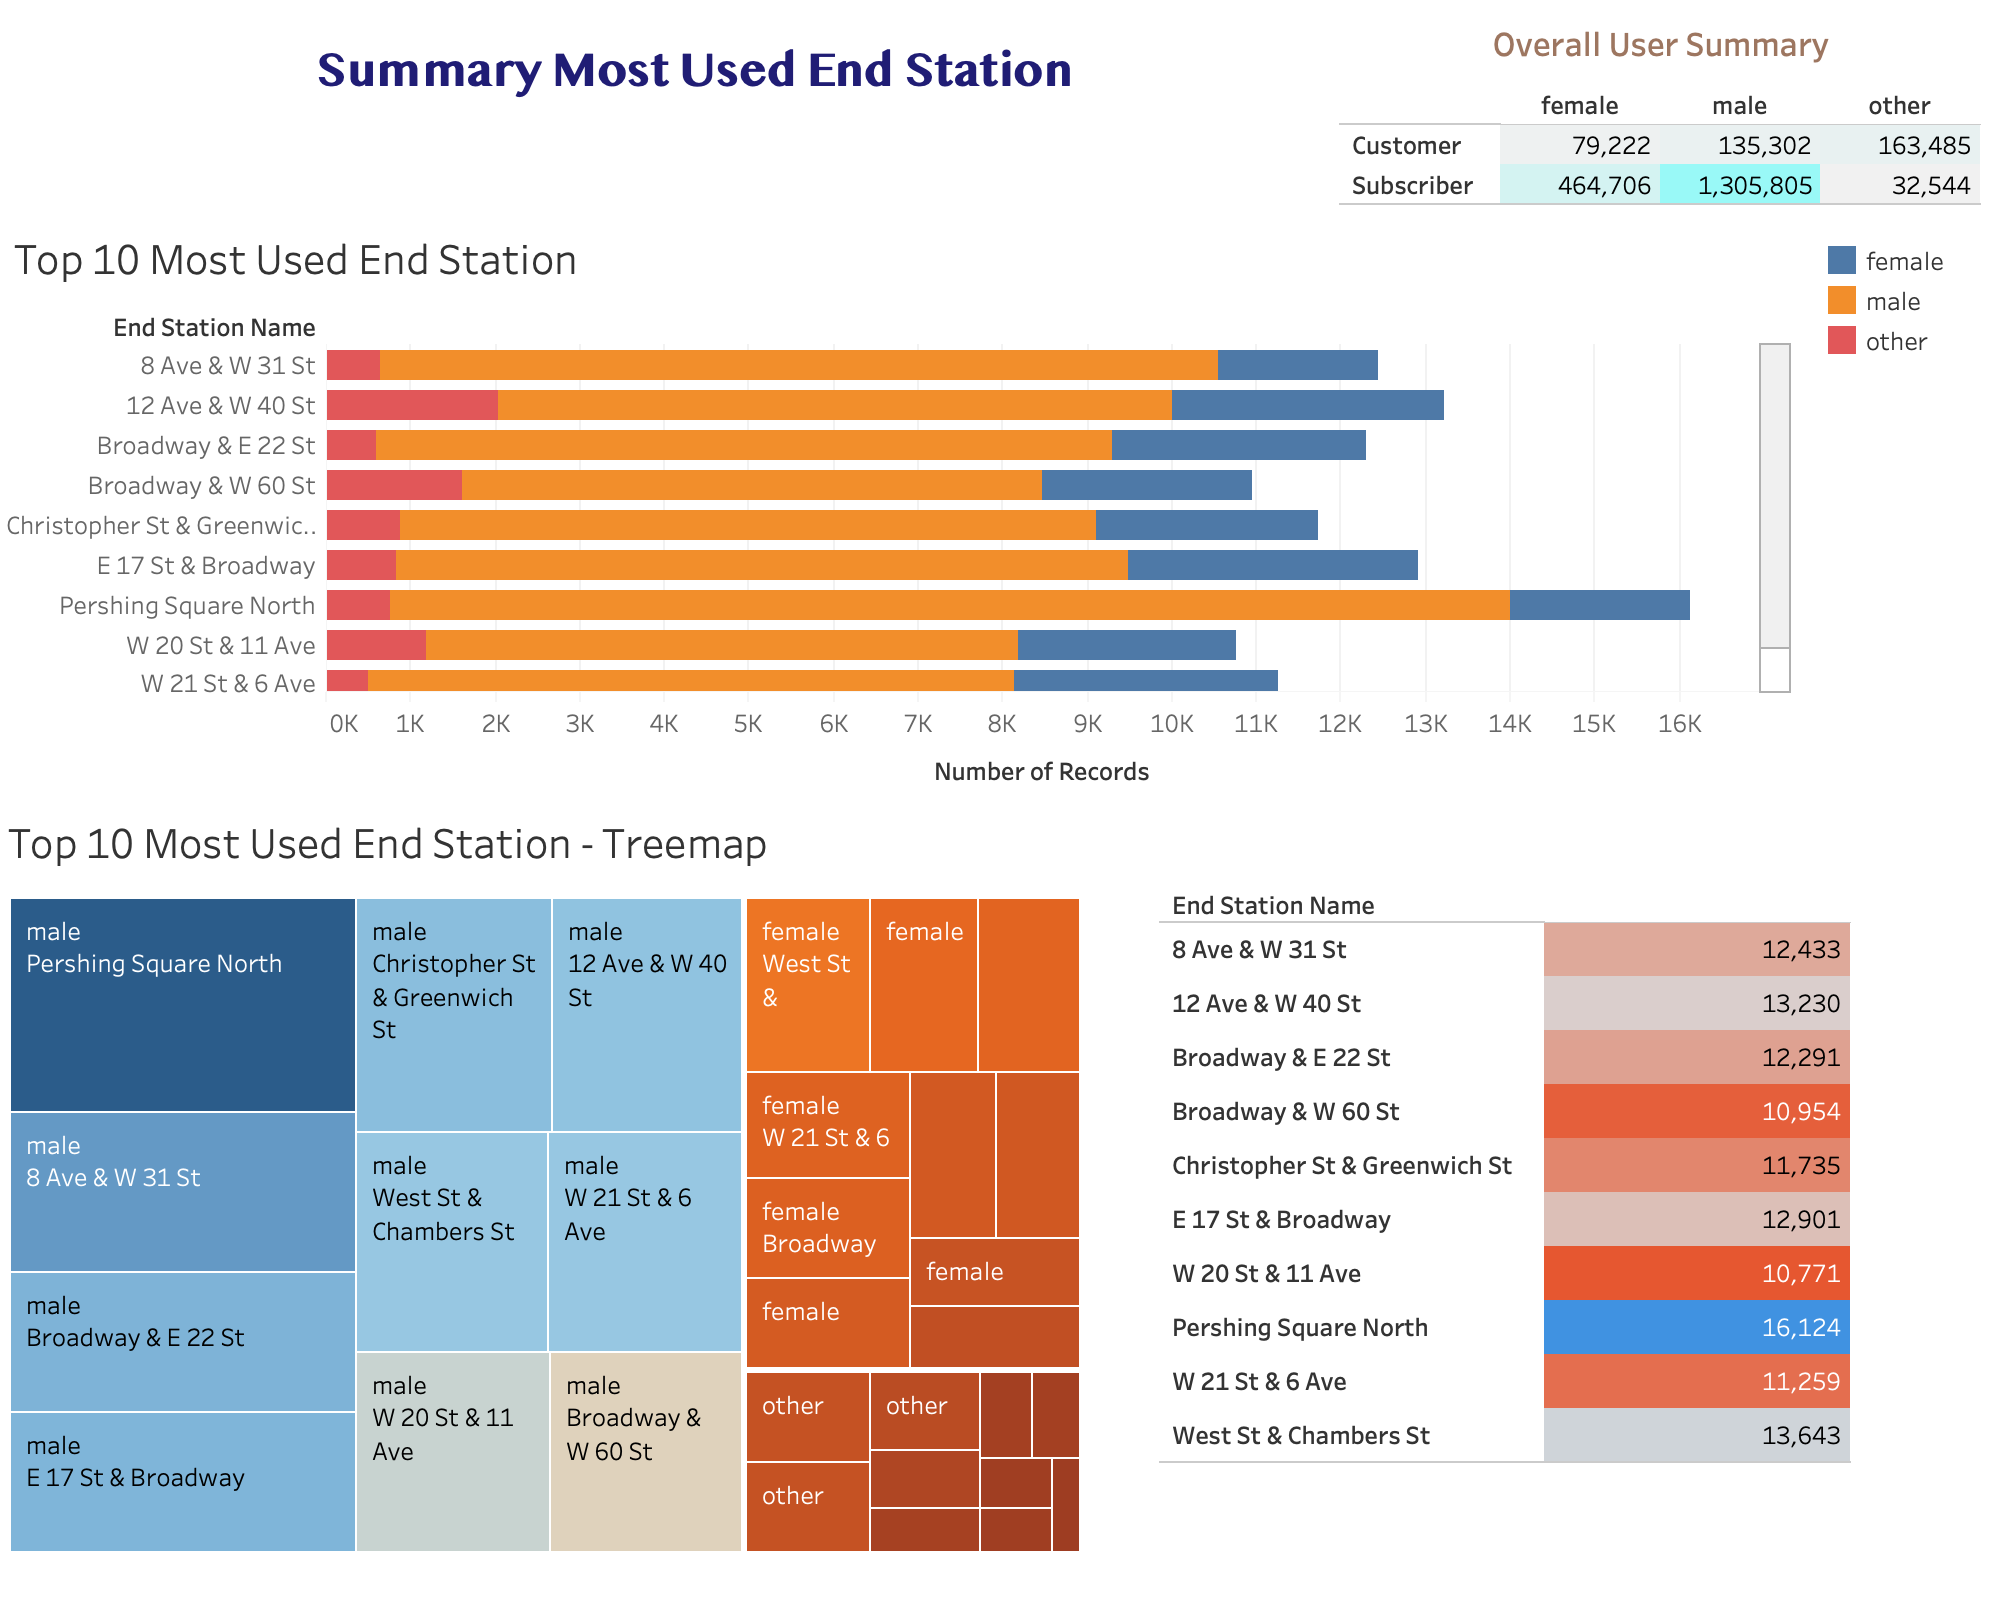 Summary Most Used End Station
Overall User Summary
female male other
Customer 79,222 135,302 163,485
Subscriber 464,706 1,305,805 32,544
Top 10 Most Used End Station
female
male
other
End Station Name
8 Ave & W 31 St
12 Ave & W 40 St
Broadway & E 22 St
Broadway & W 60 St
Christopher St & Greenwic..
E 17 St & Broadway
Pershing Square North
W 20 St & 11 Ave
W 21 St & 6 Ave
0K 1K 2K 3K 4K 5K 6K 7K 8K 9K 10K 11K 12K 13K 14K 15K 16K
Number of Records
Top 10 Most Used End Station - Treemap
male
Pershing Square North
male
8 Ave & W 31 St
male
Broadway & E 22 St
male
E 17 St & Broadway
male
Christopher St
& Greenwich
St
male
12 Ave & W 40
St
male
West St &
Chambers St
male
W 21 St & 6
Ave
male
W 20 St & 11
Ave
male
Broadway &
W 60 St
female
West St
&
female
female
W 21 St & 6
female
Broadway
female
female
other
other
other
End Station Name
8 Ave & W 31 St 12,433
12 Ave & W 40 St 13,230
Broadway & E 22 St 12,291
Broadway & W 60 St 10,954
Christopher St & Greenwich St 11,735
E 17 St & Broadway 12,901
W 20 St & 11 Ave 10,771
Pershing Square North 16,124
W 21 St & 6 Ave 11,259
West St & Chambers St 13,643